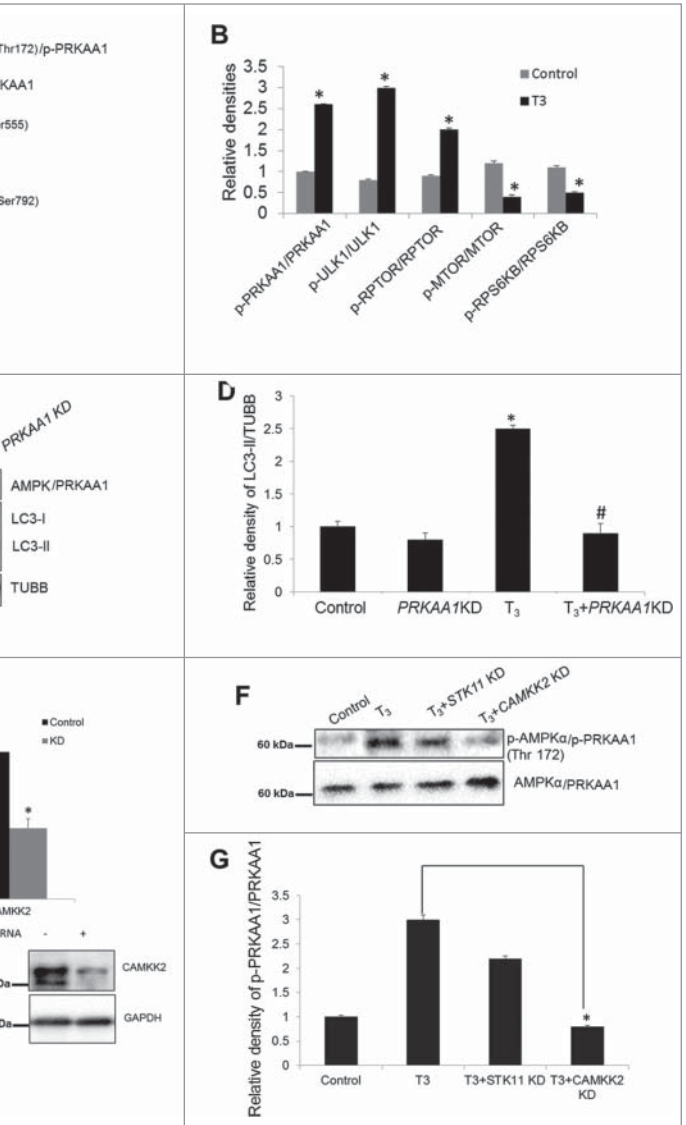 Thr172)/p-PRKAA1
KAA1
r555)
Ser792)
B
Relative densities
3.5
3
2.5
2
1.5
1
0.5
0
Control
T3
*
*
*
*
*
p-PRKAA1/PRKAA1
p-ULK1/ULK1
p-RPTOR/RPTOR
p-MTOR/MTOR
p-RPS6KB/RPS6KB
PRKAA1 KD
AMPK/PRKAA1
LC3-I
LC3-II
TUBB
D
Relative density of LC3-II/TUBB
3
2.5
2
1.5
1
0.5
0
*
#
Control
PRKAA1KD
T3
T3+PRKAA1KD
Control
KD
*
AMKK2
RNA
-
+
Da
CAMKK2
Da
GAPDH
F
Control
T3
T3+STK11 KD
T3+CAMKK2 KD
60 kDa
p-AMPKα/p-PRKAA1
(Thr 172)
60 kDa
AMPKα/PRKAA1
G
Relative density of p-PRKAA1/PRKAA1
3.5
3
2.5
2
1.5
1
0.5
0
*
Control
T3
T3+STK11 KD
T3+CAMKK2
KD